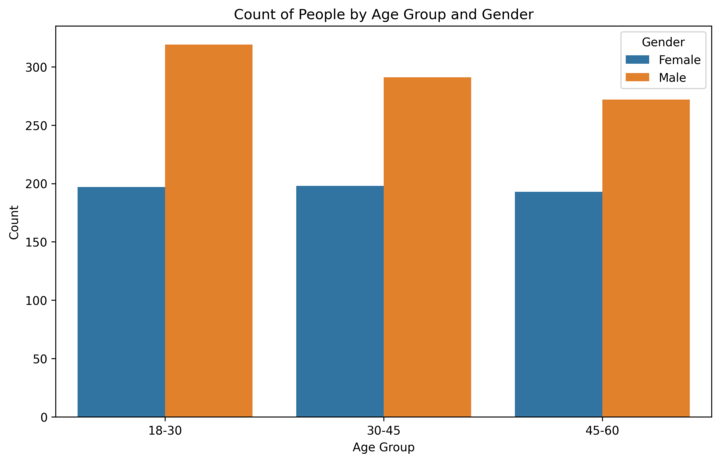 Count of People by Age Group and Gender
Gender
Female
Male
300
250
200
150
100
50
0
Count
18-30
30-45
45-60
Age Group